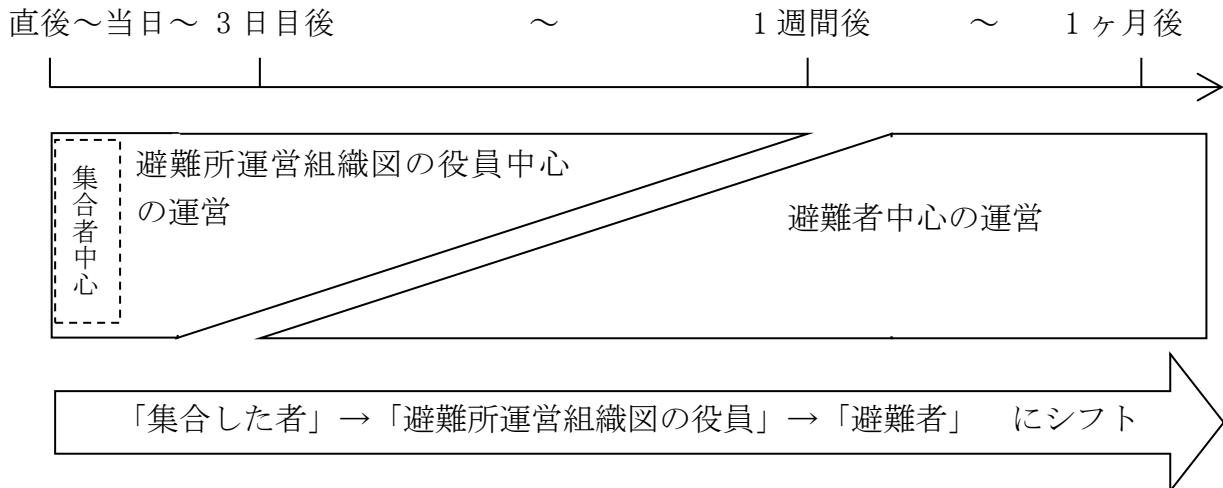 直後～当日～ 3日目後 ～ 1週間後 ～ 1ヶ月後
集合者中心
避難所運営組織図の役員中心
の運営
避難者中心の運営
「集合した者」→「避難所運営組織図の役員」→「避難者」 にシフト